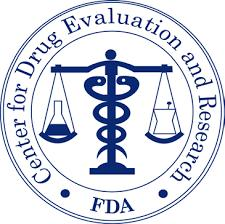 Center for Drug Evaluation and Research
• FDA •